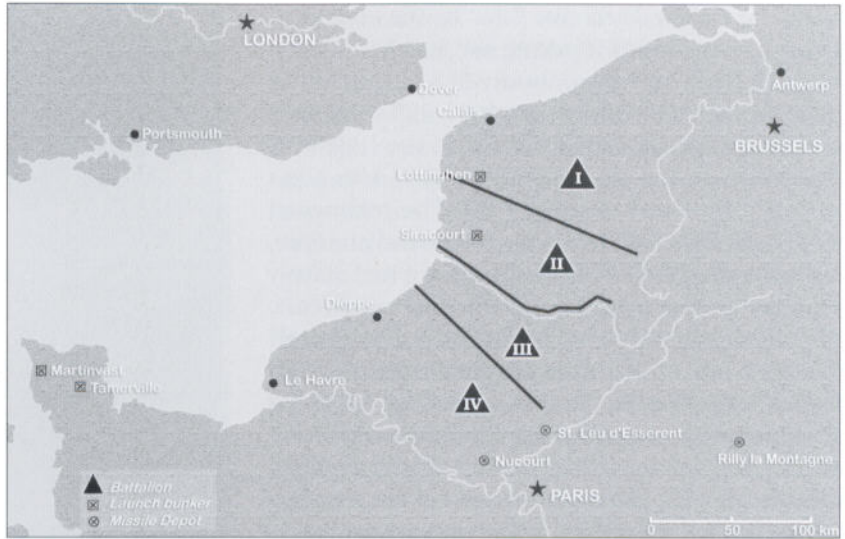 LONDON
Dover
Antwerp
Calais
Portsmouth
BRUSSELS
Lottinghen
I
Siracourt
II
Dieppe
III
Martinvast
Tamerville
Le Havre
IV
St. Leu d'Esserent
Nucourt
Rilly la Montagne
Battalion
Launch bunker
Missile Depot
PARIS
0 50 100 km